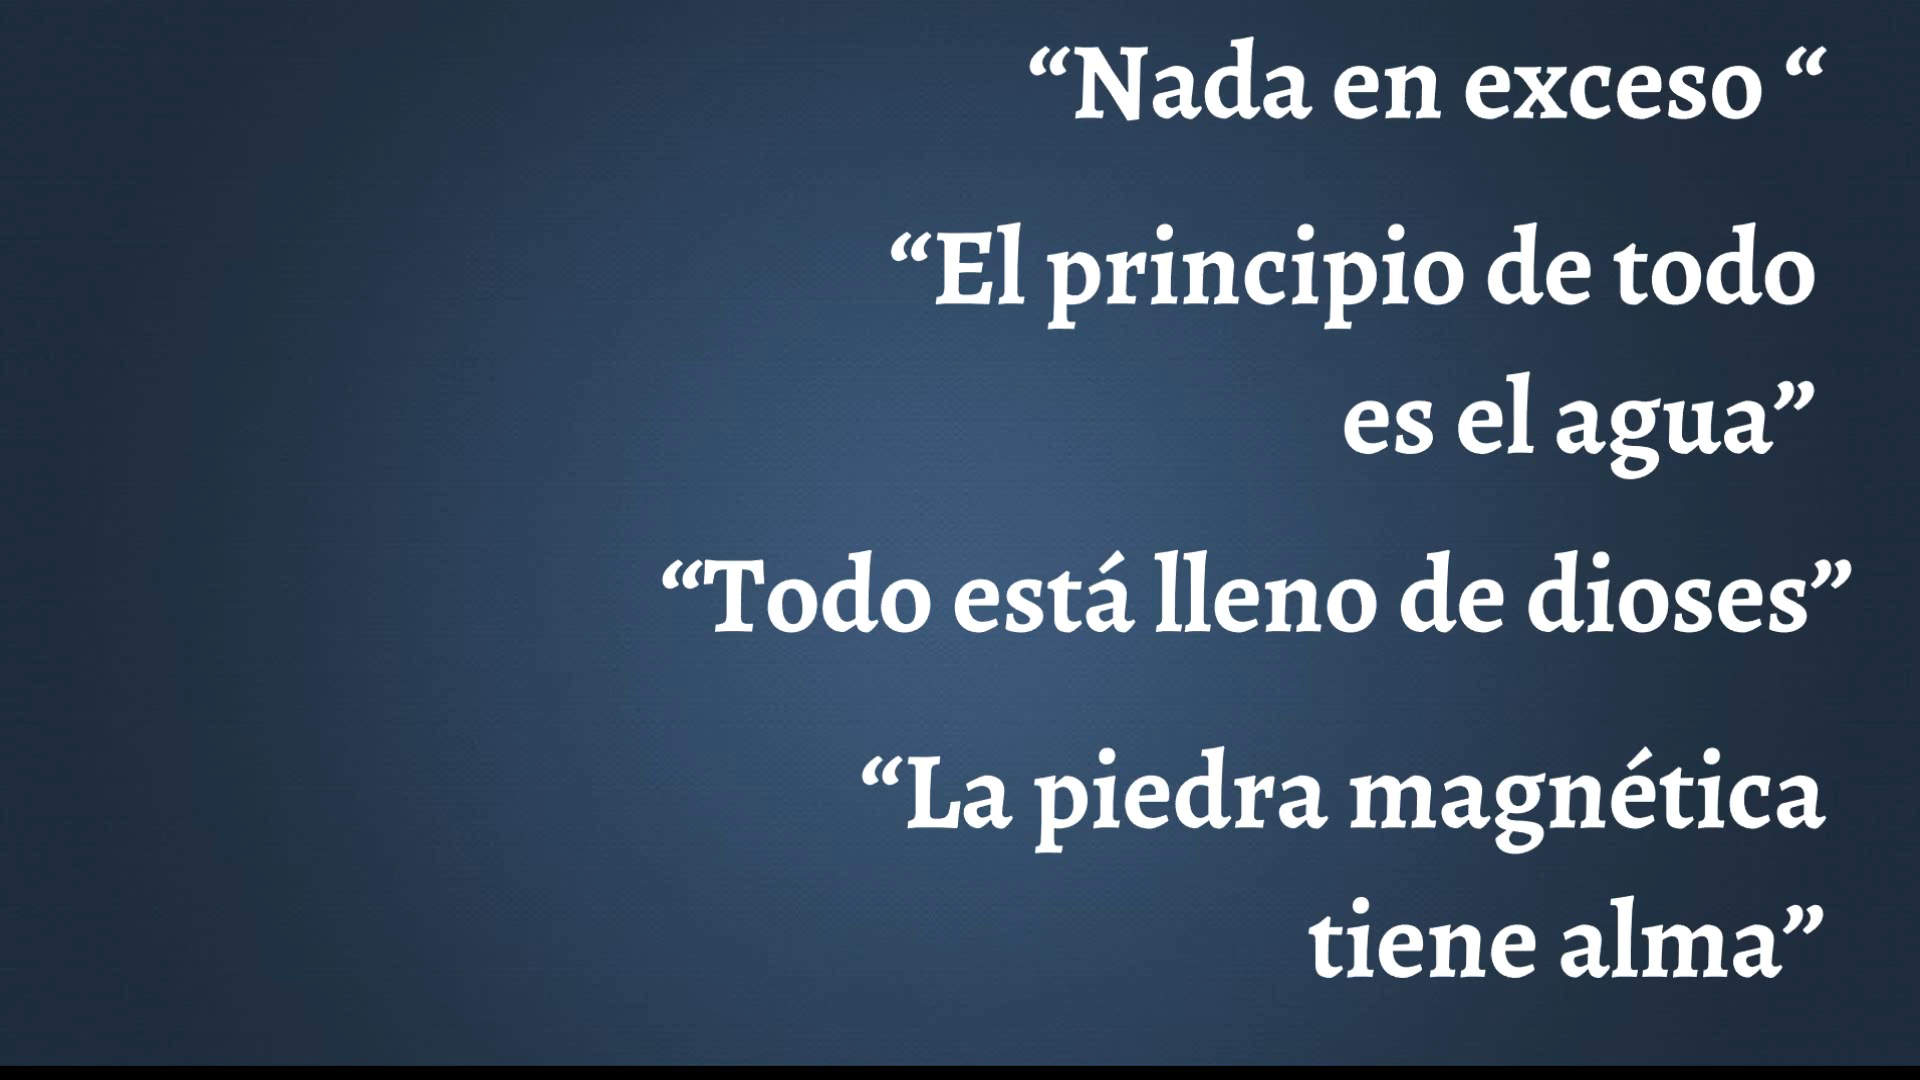 “Nada en exceso “
“El principio de todo
es el agua”
“Todo está lleno de dioses”
“La piedra magnética
tiene alma”